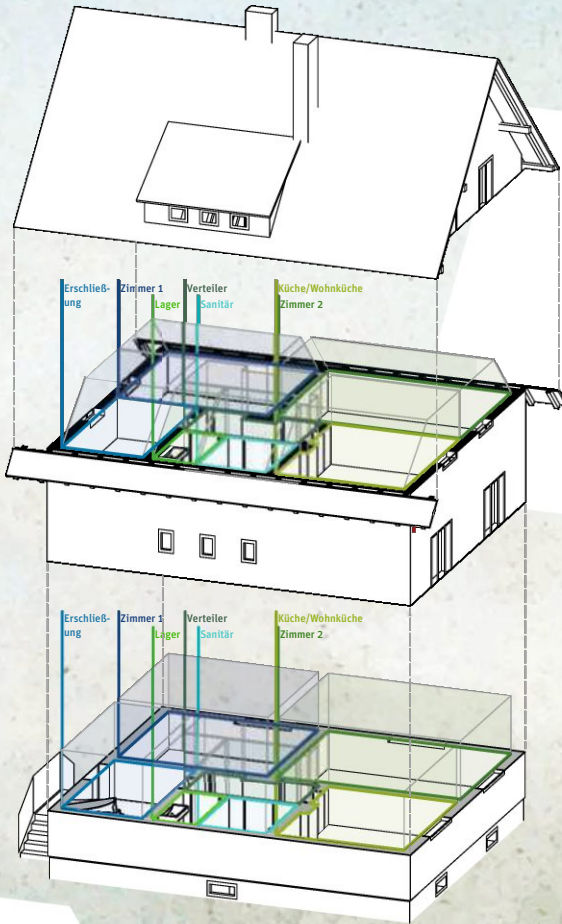 Erschließ-
ung
Zimmer 1
Lager
Verteiler
Sanitär
Küche/Wohnküche
Zimmer 2
Erschließ-
ung
Zimmer 1
Lager
Verteiler
Sanitär
Küche/Wohnküche
Zimmer 2